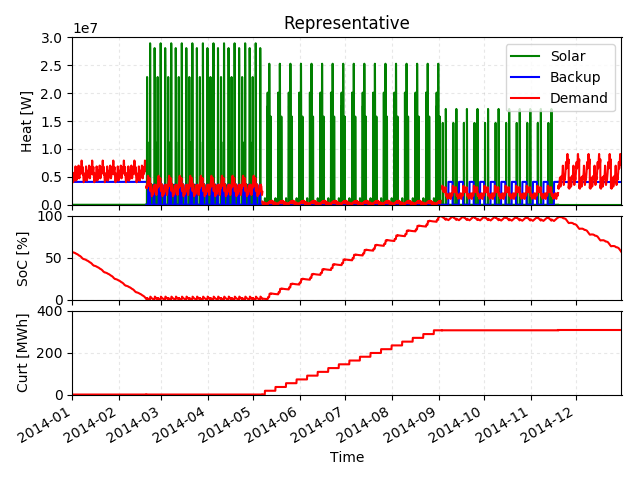 Representative
1e7
3.0
2.5
2.0
1.5
1.0
0.5
0.0
Heat [W]
Solar
Backup
Demand
100
50
0
SoC [%]
400
200
0
Curt [MWh]
2014-01
2014-02
2014-03
2014-04
2014-05
2014-06
2014-07
2014-08
2014-09
2014-10
2014-11
2014-12
Time